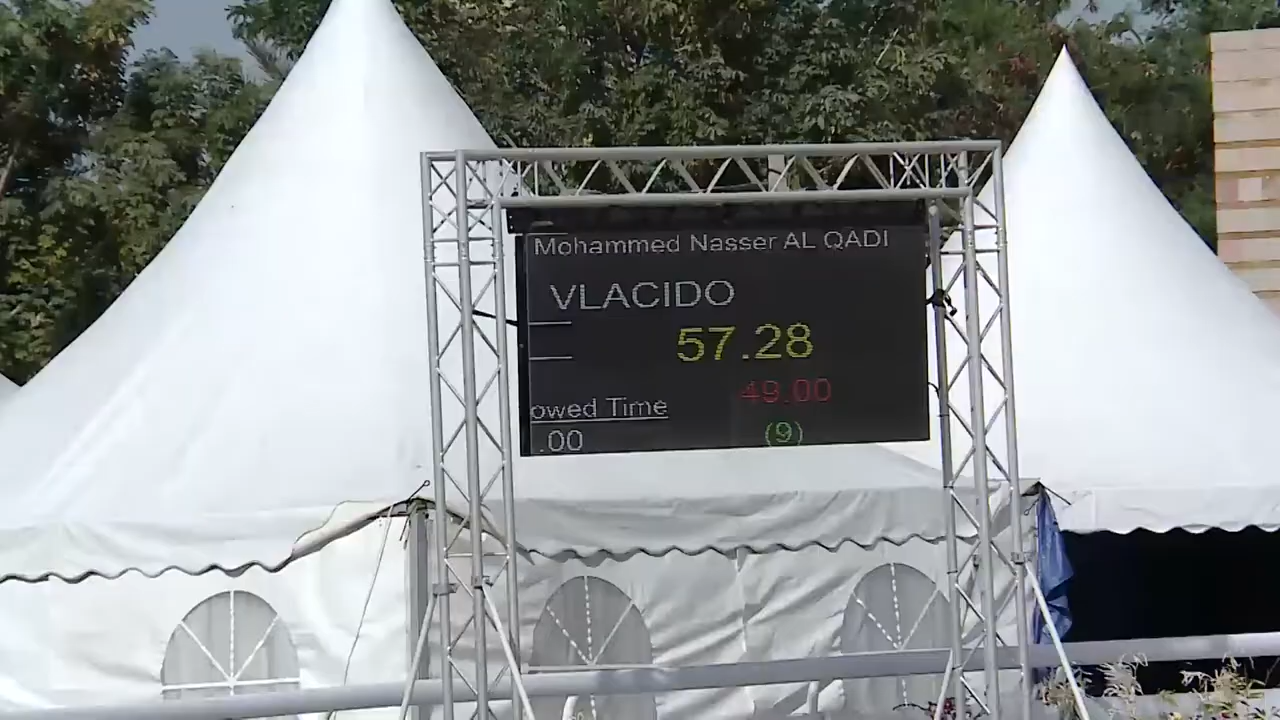 Mohammed Nasser AL QADI
VLACIDO
57.28
49.00
owed Time
.00
(9)